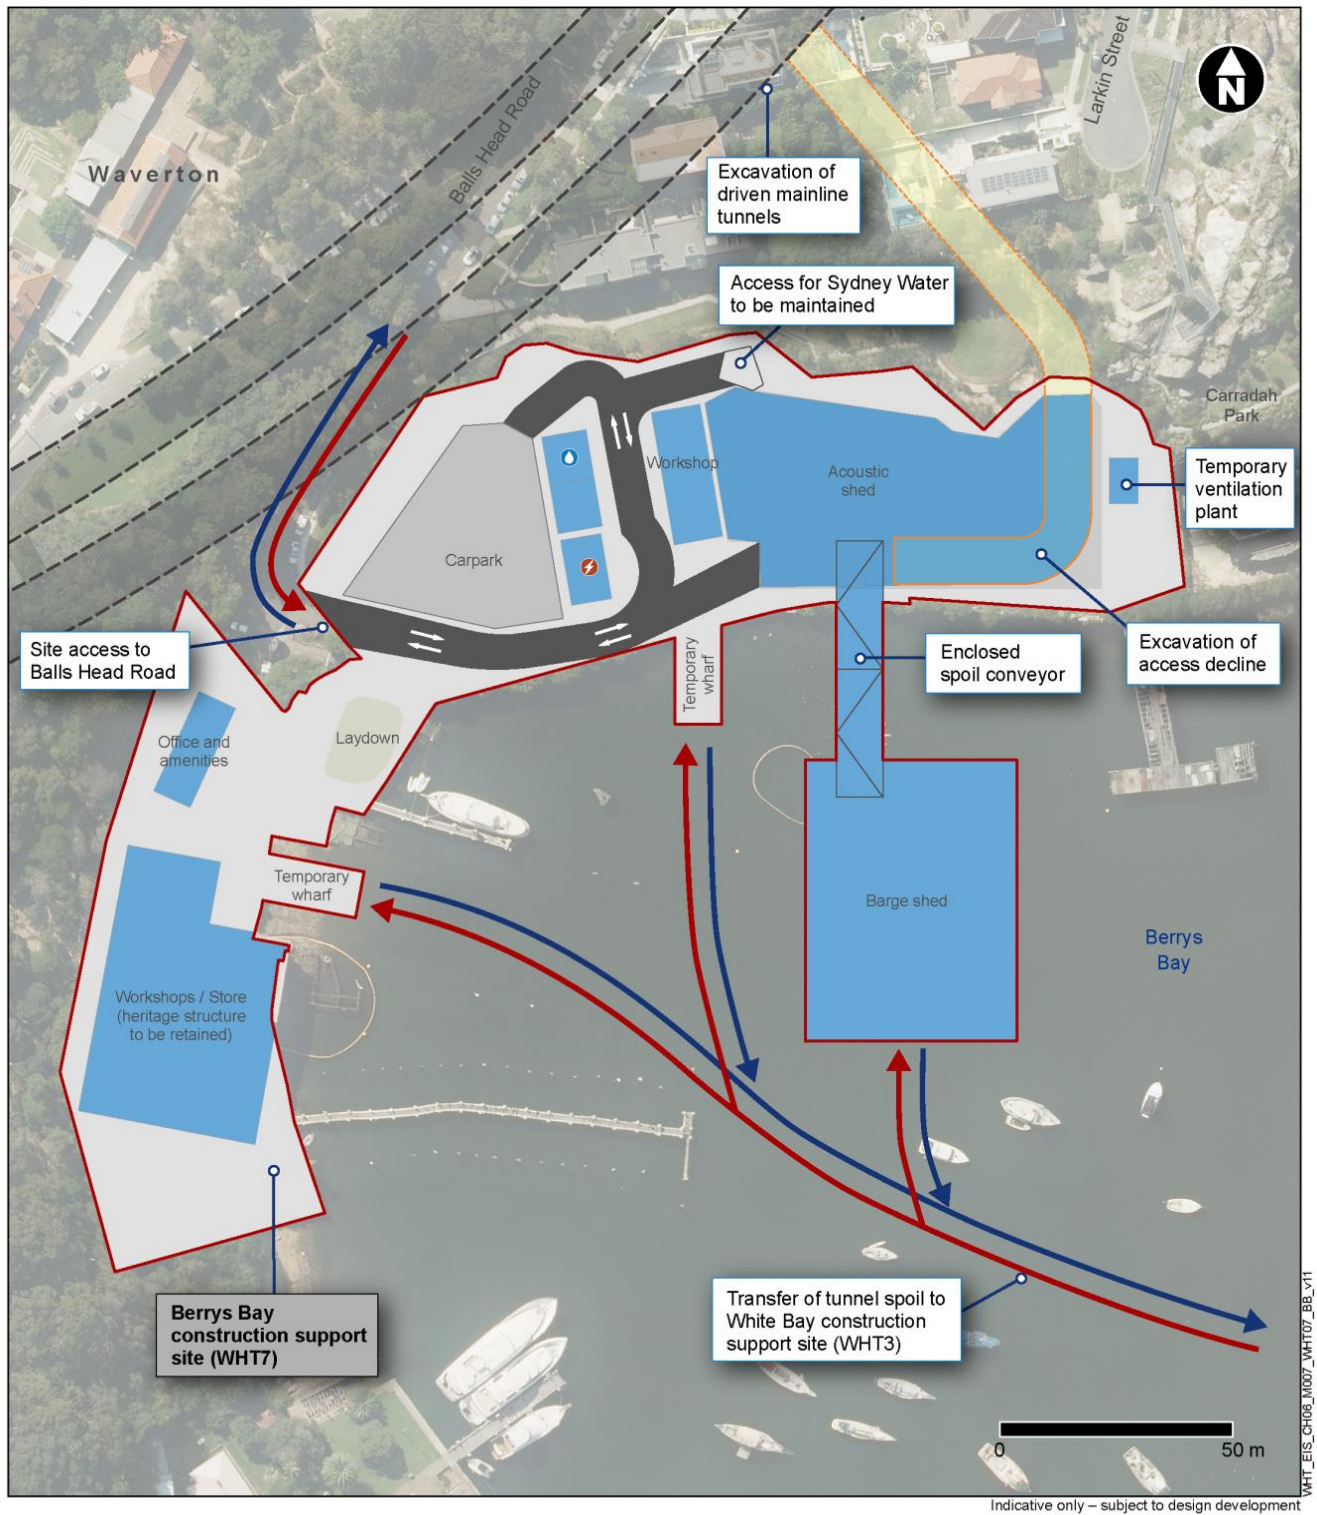 Larkin Street
Balls Head Road
N
Waverton
Excavation of
driven mainline
tunnels
Access for Sydney Water
to be maintained
Carradah
Park
Workshop
Acoustic
shed
Temporary
ventilation
plant
Carpark
Site access to
Balls Head Road
Temporary
wharf
Enclosed
spoil conveyor
Excavation of
access decline
Office and
amenities
Laydown
Temporary
wharf
Barge shed
Berrys
Bay
Workshops / Store
(heritage structure
to be retained)
Berrys Bay
construction support
site (WHT7)
Transfer of tunnel spoil to
White Bay construction
support site (WHT3)
0
50 m
WHT_EIS_CH06_M007_WHT07_BB_v11
Indicative only – subject to design development